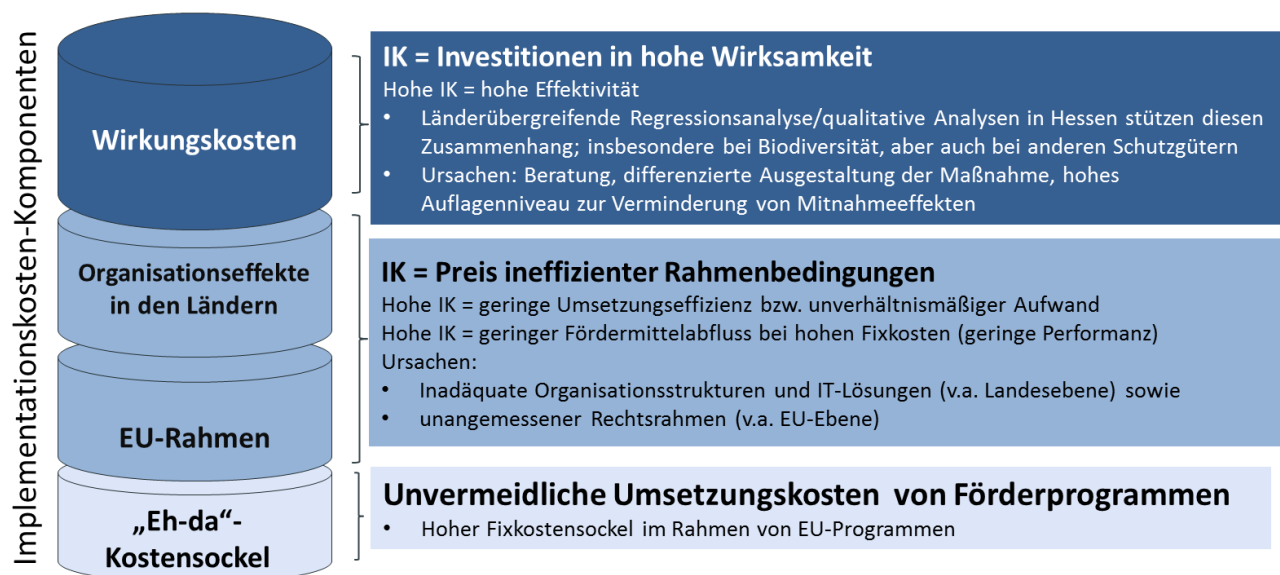 Implementationskosten-Komponenten
Wirkungskosten
Organisationseffekte
in den Ländern
EU-Rahmen
„Eh-da“-
Kostensockel
IK = Investitionen in hohe Wirksamkeit
Hohe IK = hohe Effektivität
• Länderübergreifende Regressionsanalyse/qualitative Analysen in Hessen stützen diesen
Zusammenhang; insbesondere bei Biodiversität, aber auch bei anderen Schutzgütern
• Ursachen: Beratung, differenzierte Ausgestaltung der Maßnahme, hohes
Auflagenniveau zur Verminderung von Mitnahmeeffekten
IK = Preis ineffizienter Rahmenbedingungen
Hohe IK = geringe Umsetzungseffizienz bzw. unverhältnismäßiger Aufwand
Hohe IK = geringer Fördermittelabfluss bei hohen Fixkosten (geringe Performanz)
Ursachen:
• Inadäquate Organisationsstrukturen und IT-Lösungen (v.a. Landesebene) sowie
• unangemessener Rechtsrahmen (v.a. EU-Ebene)
Unvermeidliche Umsetzungskosten von Förderprogrammen
• Hoher Fixkostensockel im Rahmen von EU-Programmen